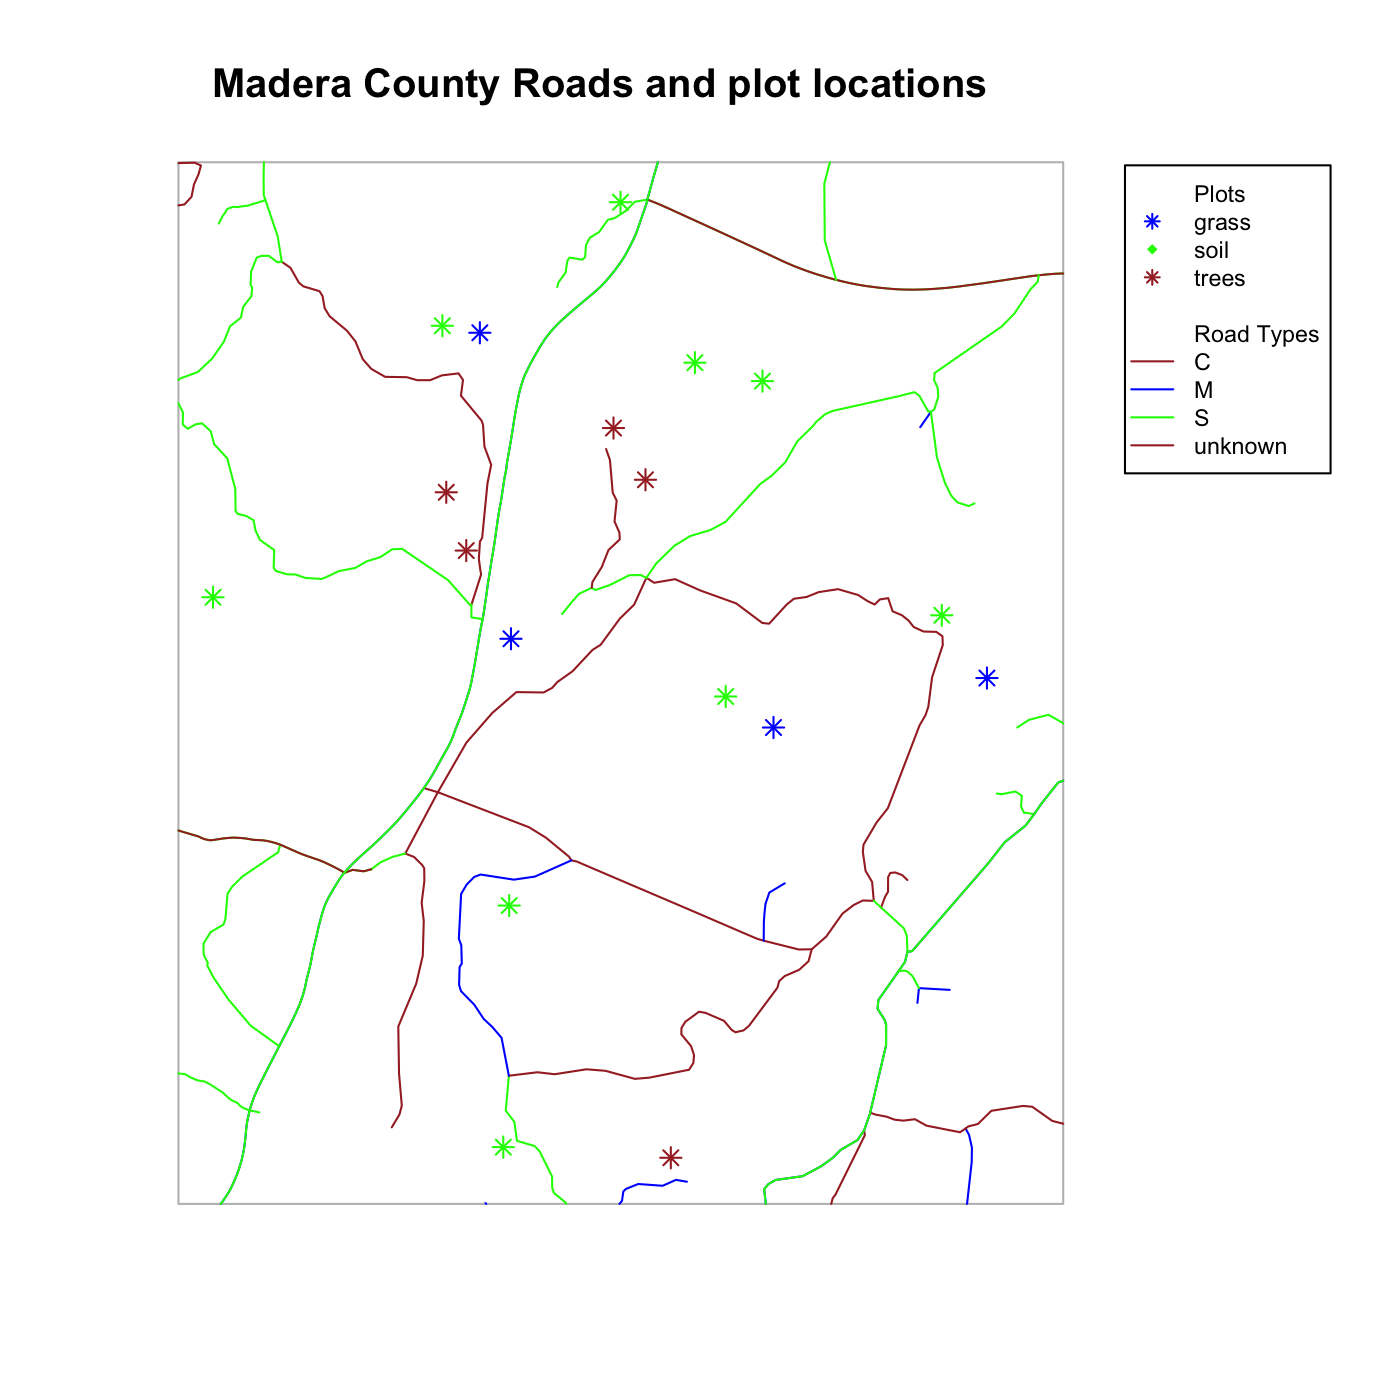 Madera County Roads and plot locations
Plots
grass
soil
trees
Road Types
C
M
S
unknown